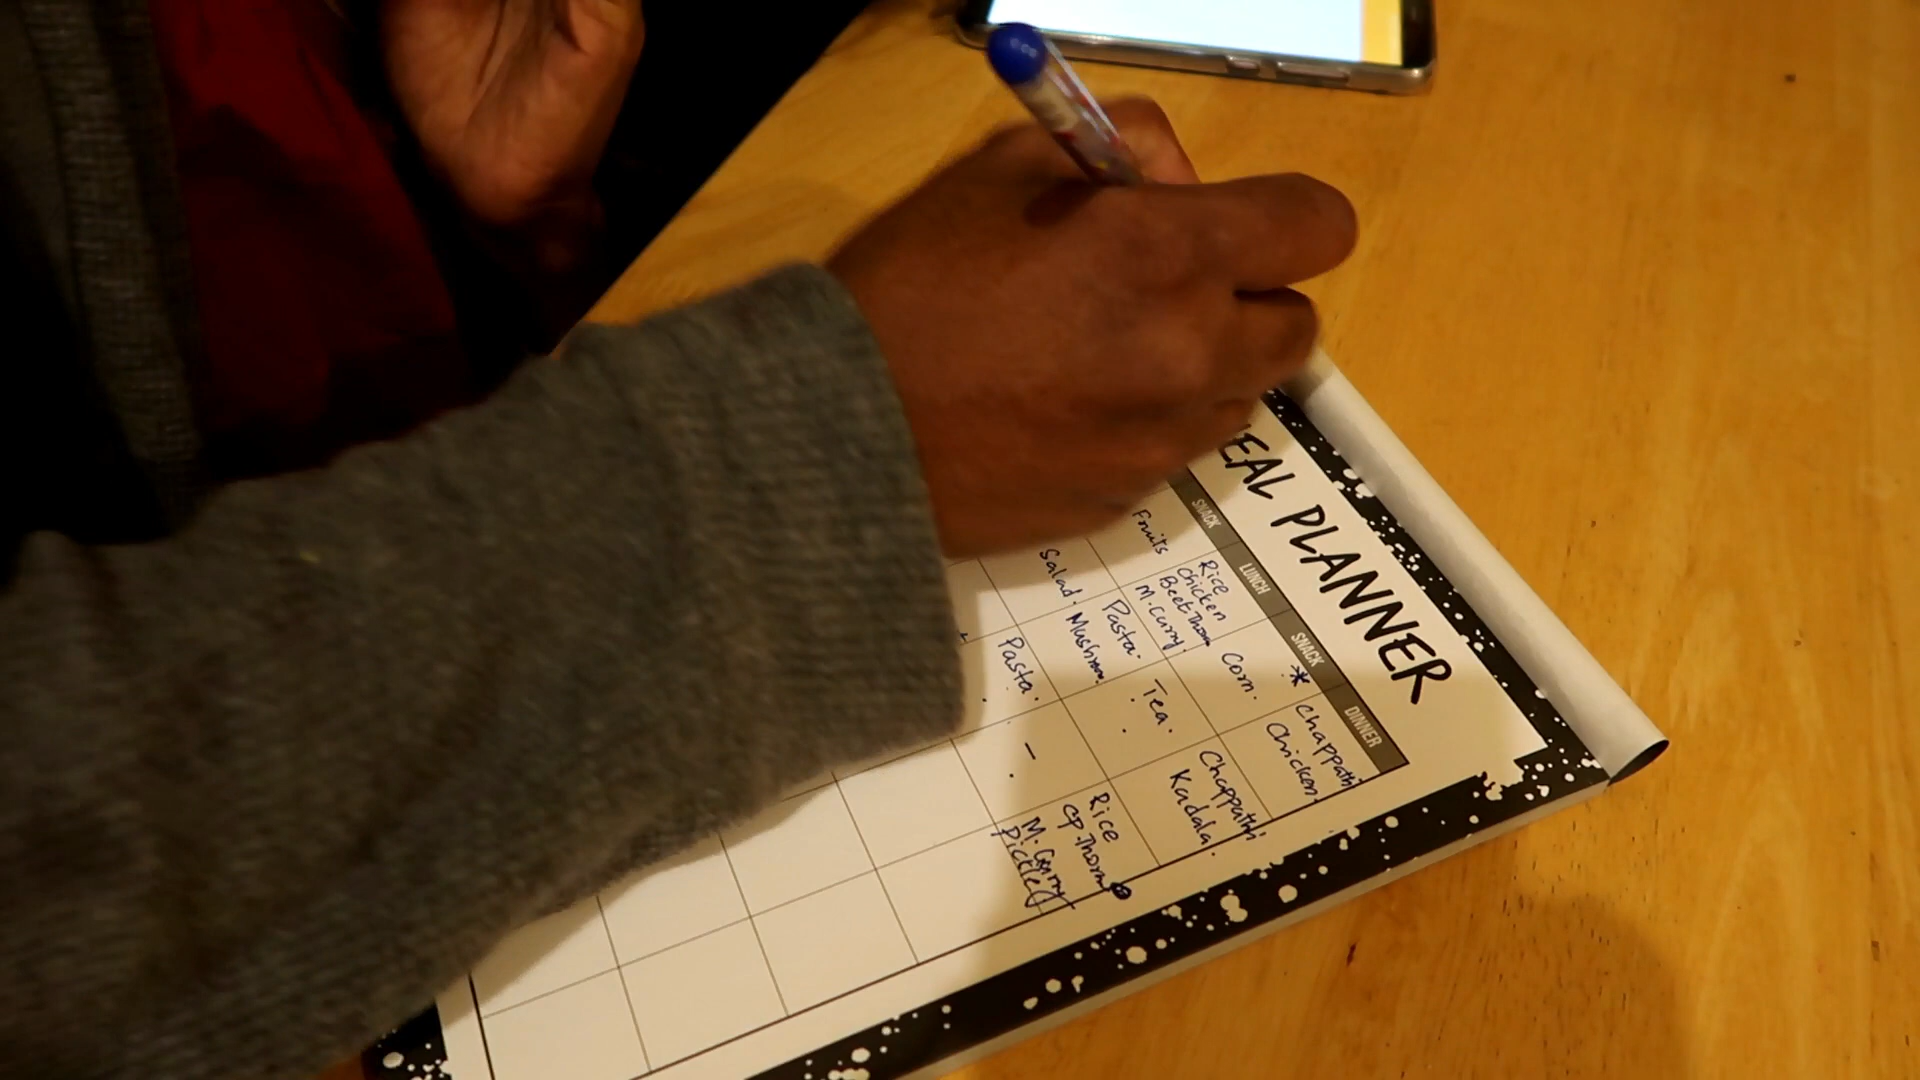 EAL PLANNER
SNACK
LUNCH
SNACK
DINNER
Fruits
Rice
chicken
Beet Thoran
M. Curry.
Corn.
*
Chappathi
Chicken.
Salad.
Pasta.
Mushroom.
Tea.
Chappathi
Kadala.
Pasta.
-
Rice
CP. Thoran
M. Curry
Pickle